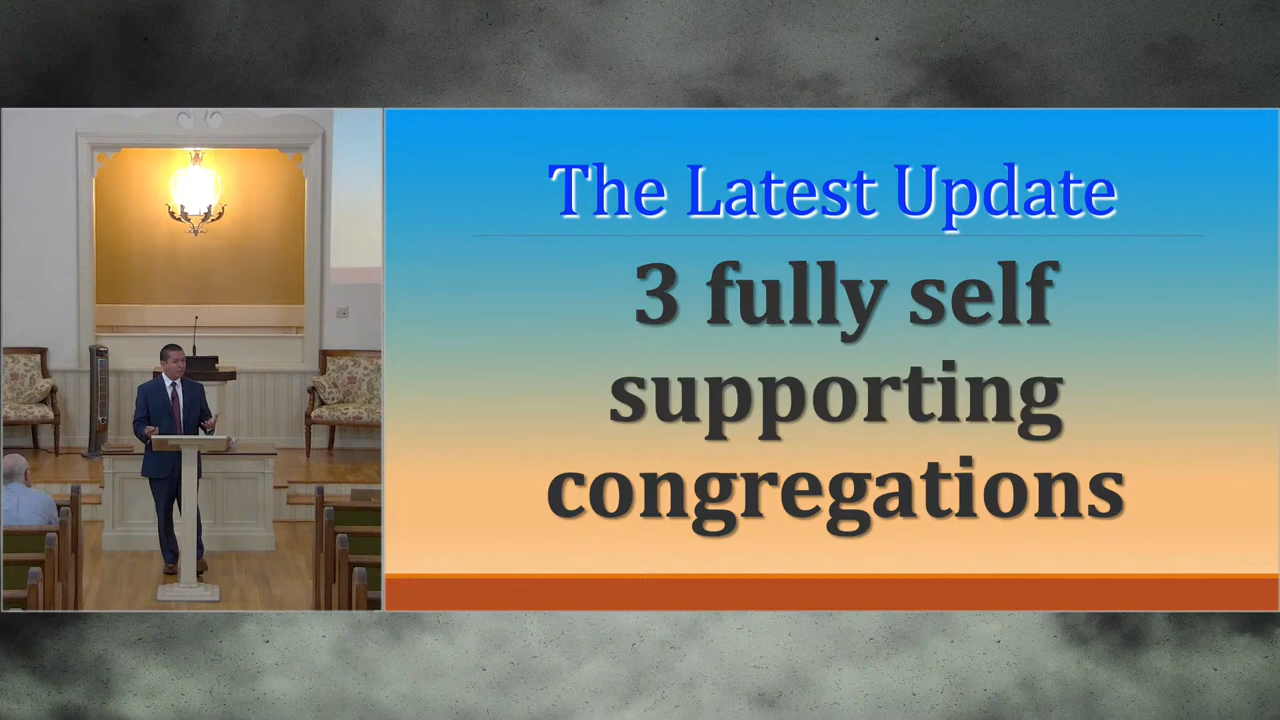 The Latest Update
3 fully self
supporting
congregations